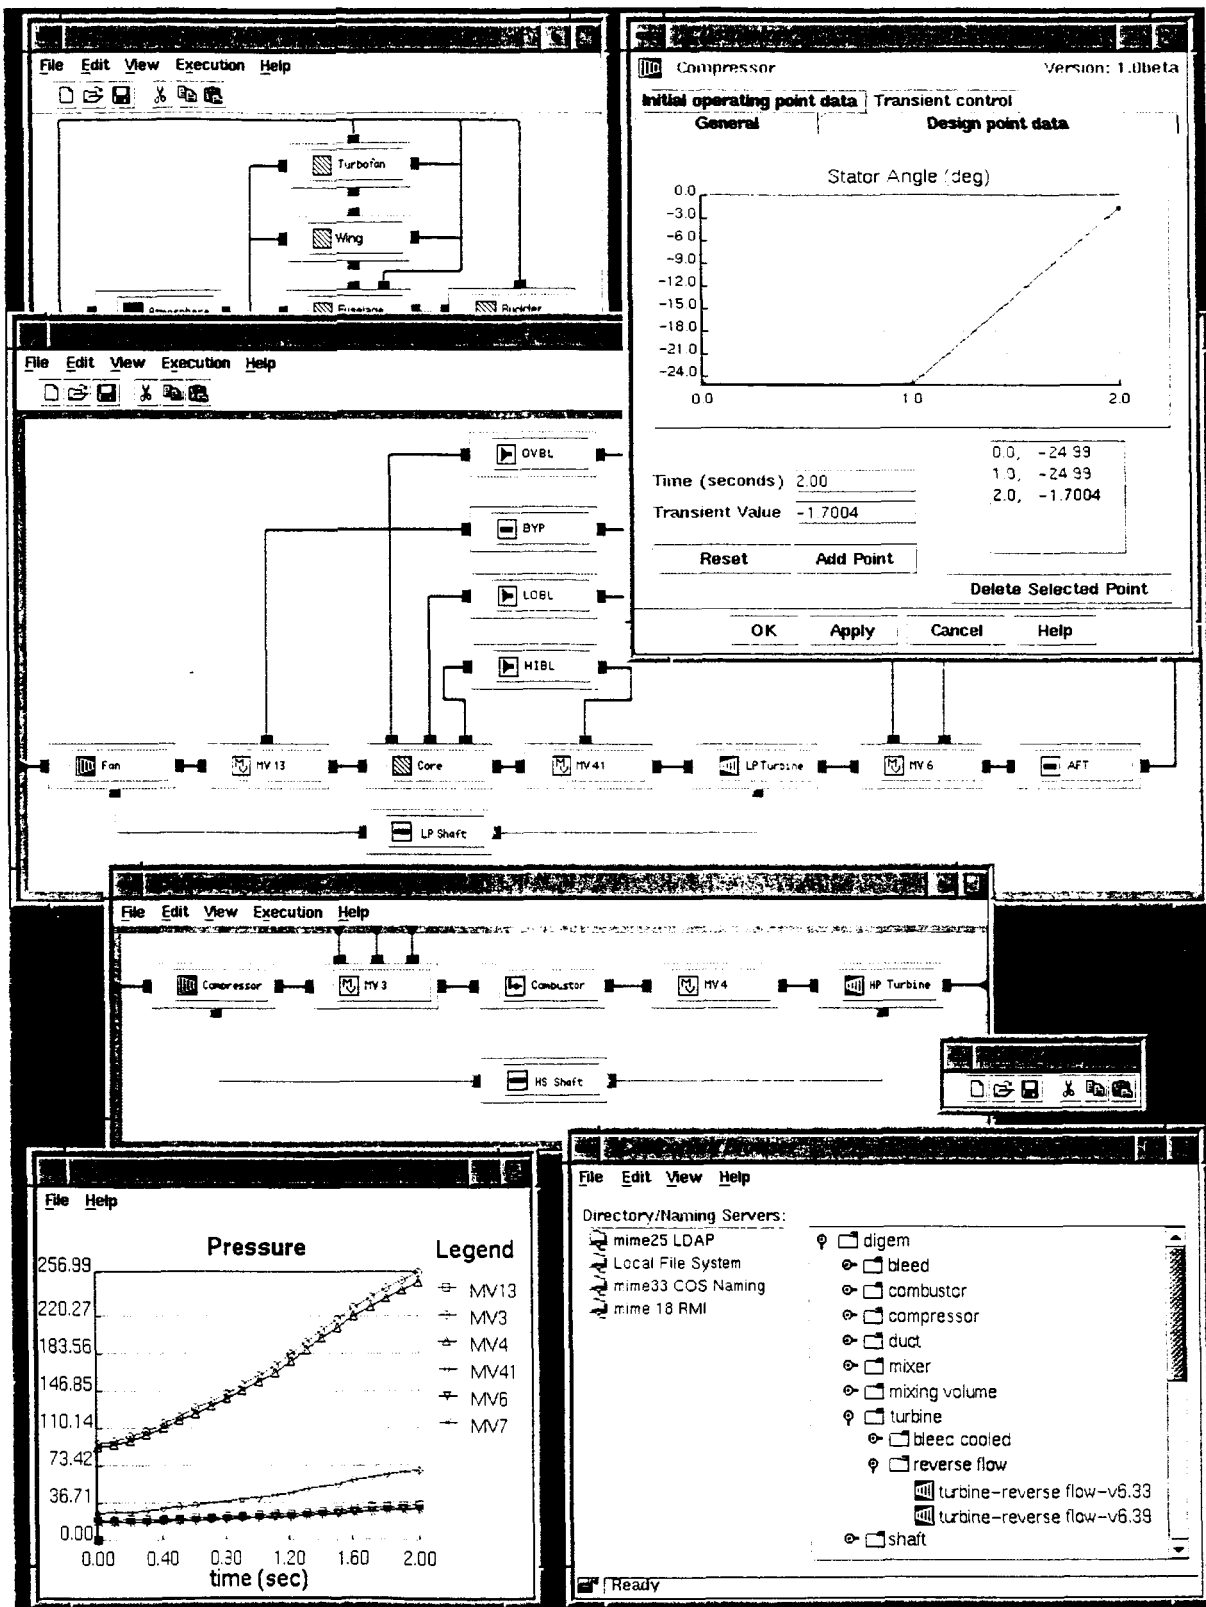 File Edit View Execution Help
Turbofan
Wing
Atmosphere Fuselage Rudder
Compressor Version: 1.0beta
Initial operating point data Transient control
General Design point data
Stator Angle (deg)
0.0
-3.0
-6.0
-9.0
-12.0
-15.0
-18.0
-21.0
-24.0
0.0 1.0 2.0
Time (seconds) 2.00
Transient Value -1.7004
0.0, -24.99
1.0, -24.99
2.0, -1.7004
Reset Add Point
Delete Selected Point
OK Apply Cancel Help
File Edit View Execution Help
OVBL
BYP
LOBL
HIBL
Fan MV 13 Core MV 41 LP Turbine MV 6 AFT
LP Shaft
File Edit View Execution Help
Compressor MV 3 Combustor MV 4 HP Turbine
HS Shaft
File Help
Pressure
256.99
220.27
183.56
146.85
110.14
73.42
36.71
0.00
0.00 0.40 0.80 1.20 1.60 2.00
time (sec)
Legend
MV13
MV3
MV4
MV41
MV6
MV7
File Edit View Help
Directory/Naming Servers:
mime25 LDAP
Local File System
mime33 COS Naming
mime 18 RMI
digem
bleed
combustor
compressor
duct
mixer
mixing volume
turbine
bleed cooled
reverse flow
turbine-reverse flow-v6.33
turbine-reverse flow-v6.39
shaft
Ready